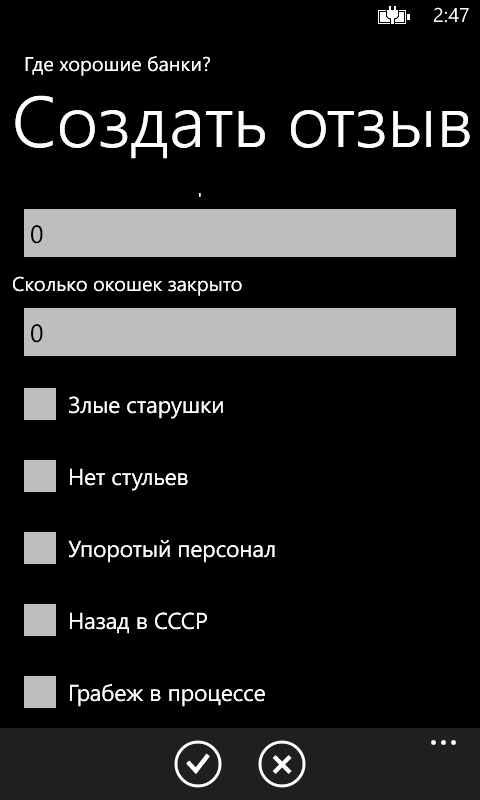 2:47
Где хорошие банки?
Создать отзыв
0
Сколько окошек закрыто
0
Злые старушки
Нет стульев
Упоротый персонал
Назад в СССР
Грабеж в процессе